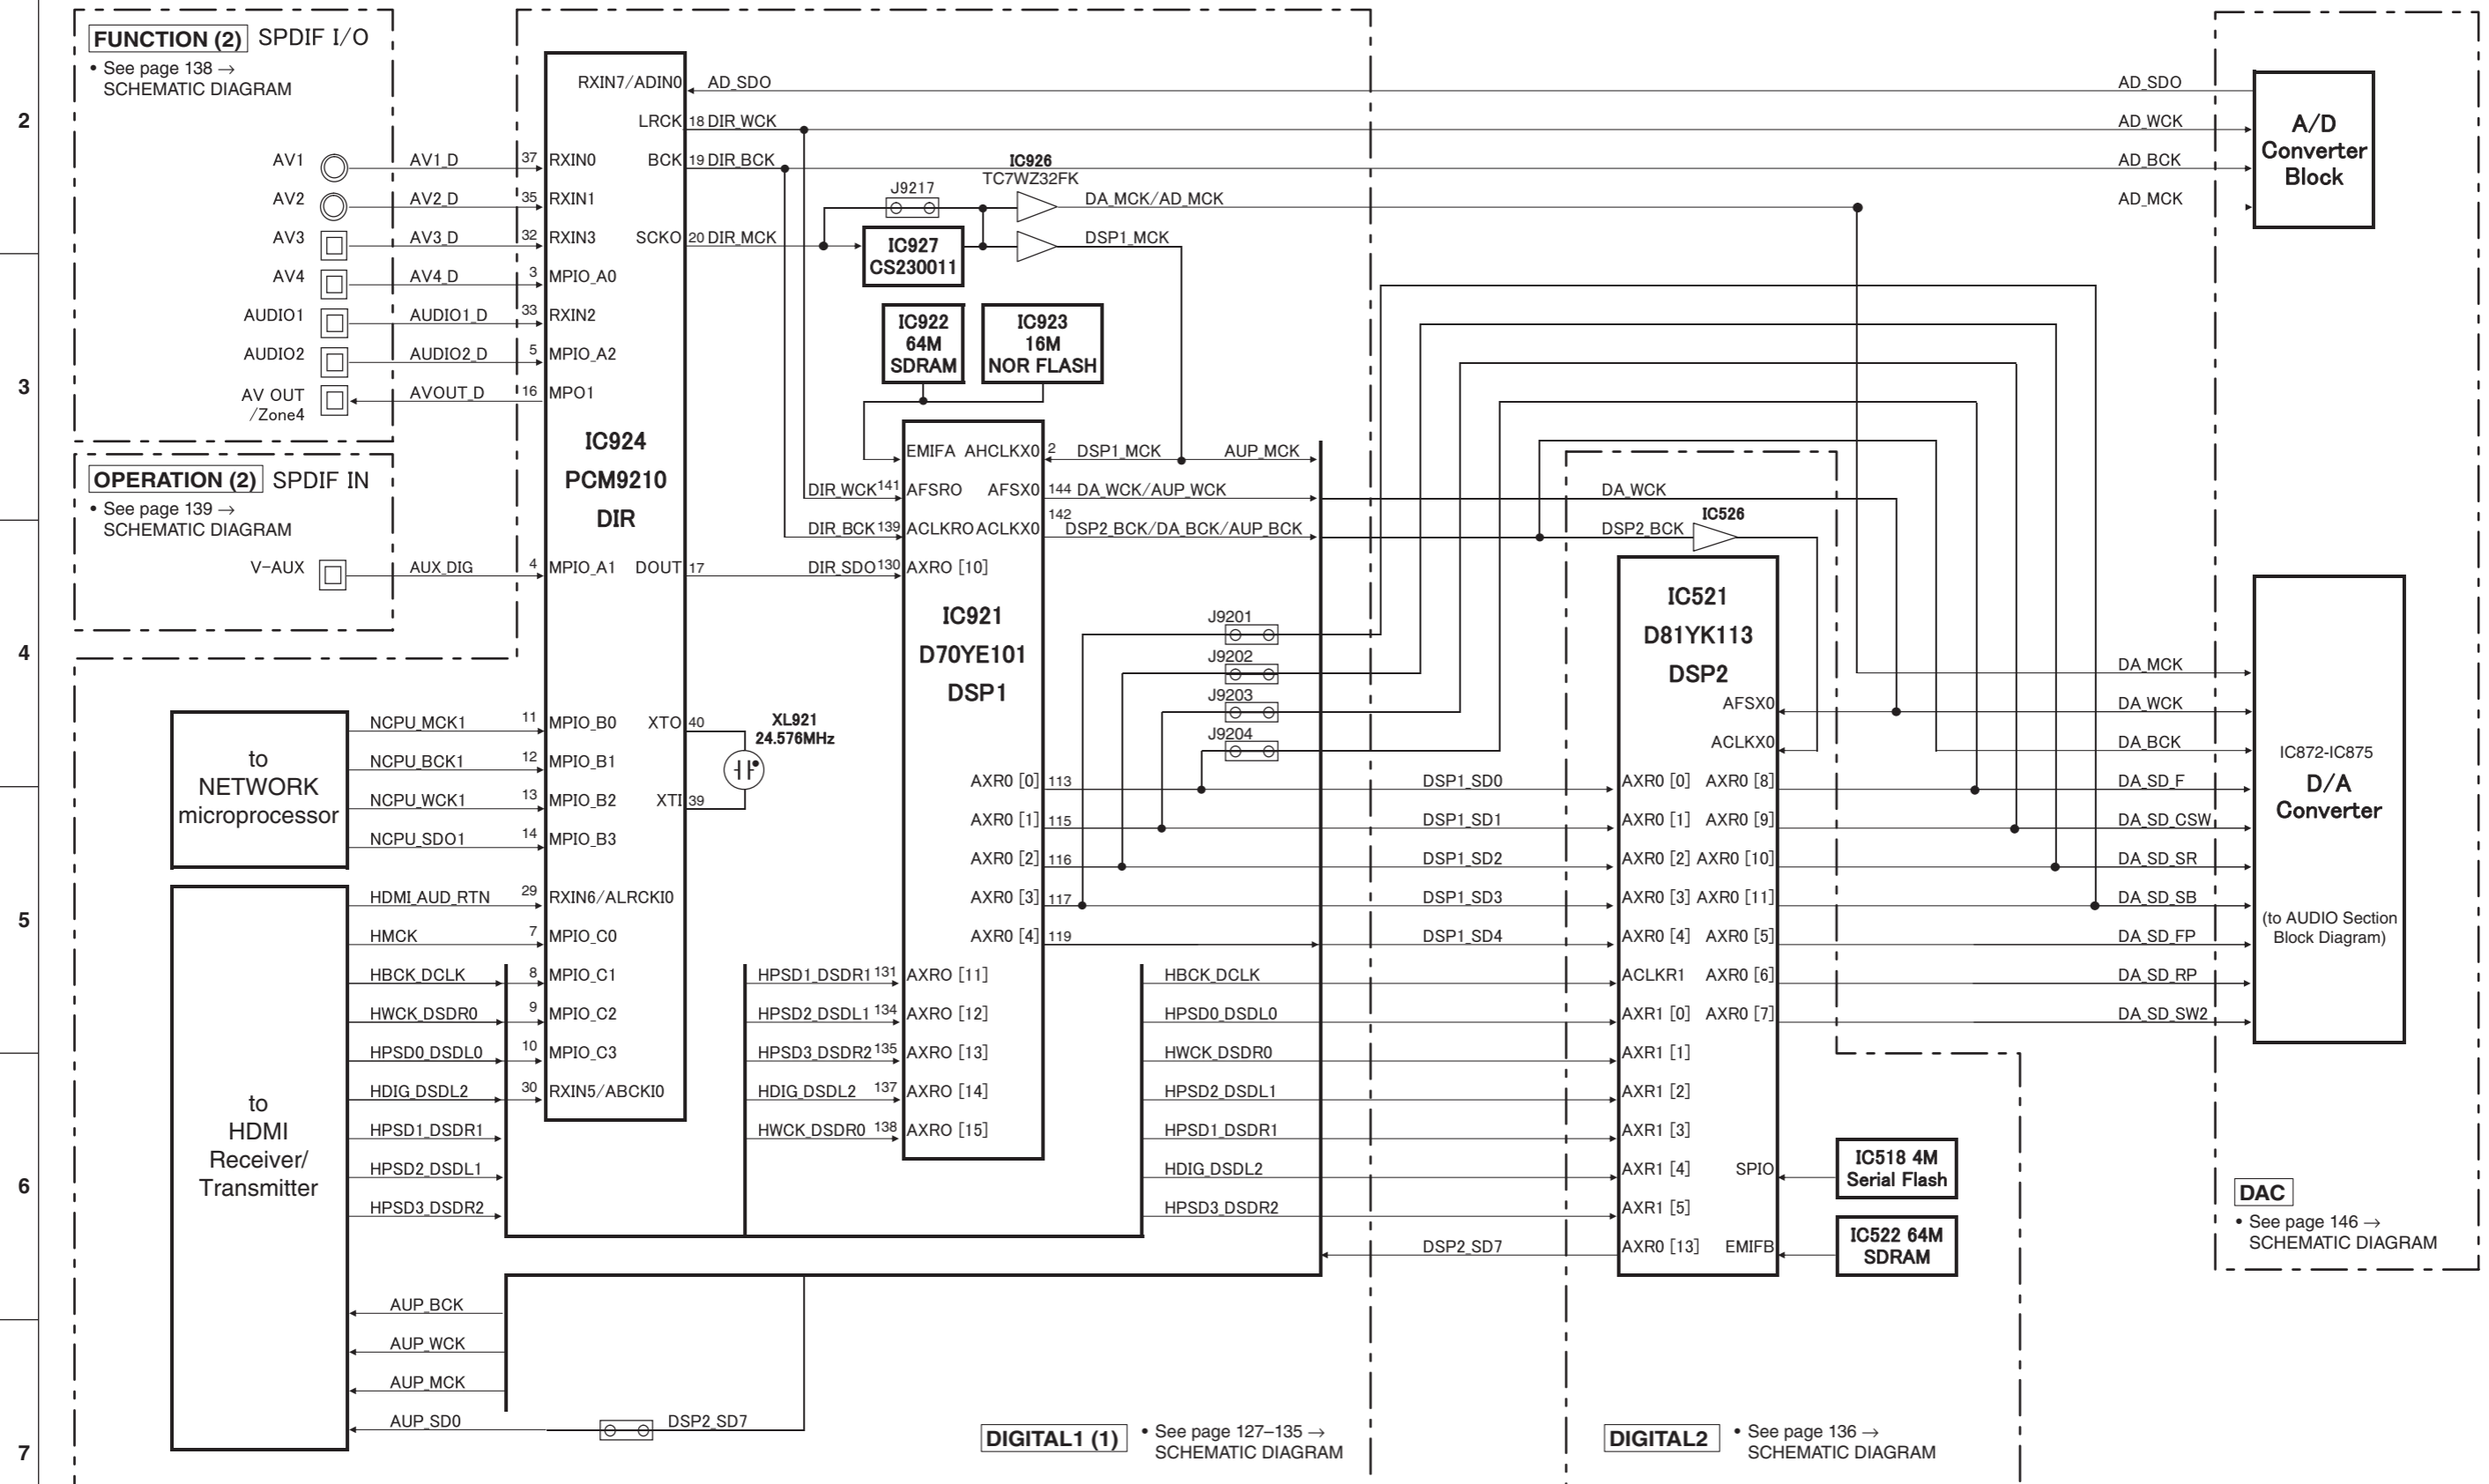 2
3
4
5
6
7
FUNCTION (2) SPDIF I/O
• See page 138 →
SCHEMATIC DIAGRAM
AV1
AV1_D
37
AV2
AV2_D
35
AV3
AV3_D
32
AV4
AV4_D
3
AUDIO1
AUDIO1_D
33
AUDIO2
AUDIO2_D
5
AV OUT
/Zone4
AVOUT_D
16
OPERATION (2) SPDIF IN
• See page 139 →
SCHEMATIC DIAGRAM
V-AUX
AUX_DIG
4
to
NETWORK
microprocessor
NCPU_MCK1
11
NCPU_BCK1
12
NCPU_WCK1
13
NCPU_SDO1
14
to
HDMI
Receiver/
Transmitter
HDMI_AUD_RTN
29
HMCK
7
HBCK_DCLK
8
HWCK_DSDR0
9
HPSD0_DSDL0
10
HDIG_DSDL2
30
HPSD1_DSDR1
HPSD2_DSDL1
HPSD3_DSDR2
AUP_BCK
AUP_WCK
AUP_MCK
AUP_SD0
DSP2_SD7
RXIN7/ADIN0
LRCK
RXIN0 BCK
RXIN1
RXIN3 SCKO
MPIO_A0
RXIN2
MPIO_A2
MPO1
IC924
PCM9210
DIR
MPIO_A1 DOUT
MPIO_B0 XTO
MPIO_B1
MPIO_B2 XTI
MPIO_B3
RXIN6/ALRCKI0
MPIO_C0
MPIO_C1
MPIO_C2
MPIO_C3
RXIN5/ABCKI0
AD_SDO
18 DIR_WCK
19 DIR_BCK
20 DIR_MCK
17
40
39
XL921
24.576MHz
J9217
IC926
TC7WZ32FK
IC927
CS230011
DA_MCK/AD_MCK
DSP1_MCK
IC922
64M
SDRAM
IC923
16M
NOR FLASH
DIR_WCK 141
DIR_BCK 139
DIR_SDO 130
EMIFA AHCLKX0
AFSRO AFSX0
ACLKRO ACLKX0
AXRO [10]
IC921
D70YE101
DSP1
AXR0 [0]
AXR0 [1]
AXR0 [2]
AXR0 [3]
AXR0 [4]
AXRO [11]
AXRO [12]
AXRO [13]
AXRO [14]
AXRO [15]
HPSD1_DSDR1 131
HPSD2_DSDL1 134
HPSD3_DSDR2 135
HDIG_DSDL2 137
HWCK_DSDR0 138
2 DSP1_MCK
AUP_MCK
144 DA_WCK/AUP_WCK
142
DSP2_BCK/DA_BCK/AUP_BCK
J9201
J9202
J9203
J9204
113
115
116
117
119
DSP1_SD0
DSP1_SD1
DSP1_SD2
DSP1_SD3
DSP1_SD4
HBCK_DCLK
HPSD0_DSDL0
HWCK_DSDR0
HPSD2_DSDL1
HPSD1_DSDR1
HDIG_DSDL2
HPSD3_DSDR2
DSP2_SD7
DA_WCK
DSP2_BCK
IC526
IC521
D81YK113
DSP2
AFSX0
ACLKX0
AXR0 [0] AXR0 [8]
AXR0 [1] AXR0 [9]
AXR0 [2] AXR0 [10]
AXR0 [3] AXR0 [11]
AXR0 [4] AXR0 [5]
ACLKR1 AXR0 [6]
AXR1 [0] AXR0 [7]
AXR1 [1]
AXR1 [2]
AXR1 [3]
AXR1 [4] SPIO
AXR1 [5]
AXR0 [13] EMIFB
IC518 4M
Serial Flash
IC522 64M
SDRAM
AD_SDO
AD_WCK
AD_BCK
AD_MCK
A/D
Converter
Block
DA_MCK
DA_WCK
DA_BCK
DA_SD_F
DA_SD_CSW
DA_SD_SR
DA_SD_SB
DA_SD_FP
DA_SD_RP
DA_SD_SW2
IC872-IC875
D/A
Converter
(to AUDIO Section
Block Diagram)
DAC
• See page 146 →
SCHEMATIC DIAGRAM
DIGITAL1 (1)
• See page 127–135 →
SCHEMATIC DIAGRAM
DIGITAL2
• See page 136 →
SCHEMATIC DIAGRAM